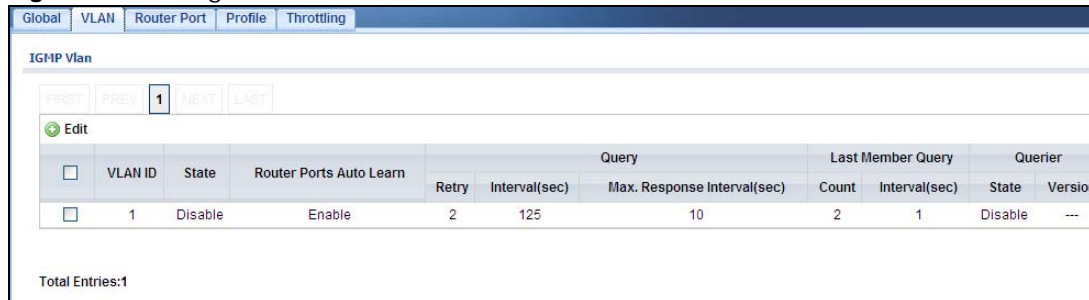 Global VLAN Router Port Profile Throttling
IGMP Vlan
FIRST PREV 1 NEXT LAST
Edit
VLAN ID State Router Ports Auto Learn Query Last Member Query Querier
Retry Interval(sec) Max. Response Interval(sec) Count Interval(sec) State Versio
1 Disable Enable 2 125 10 2 1 Disable ---
Total Entries:1